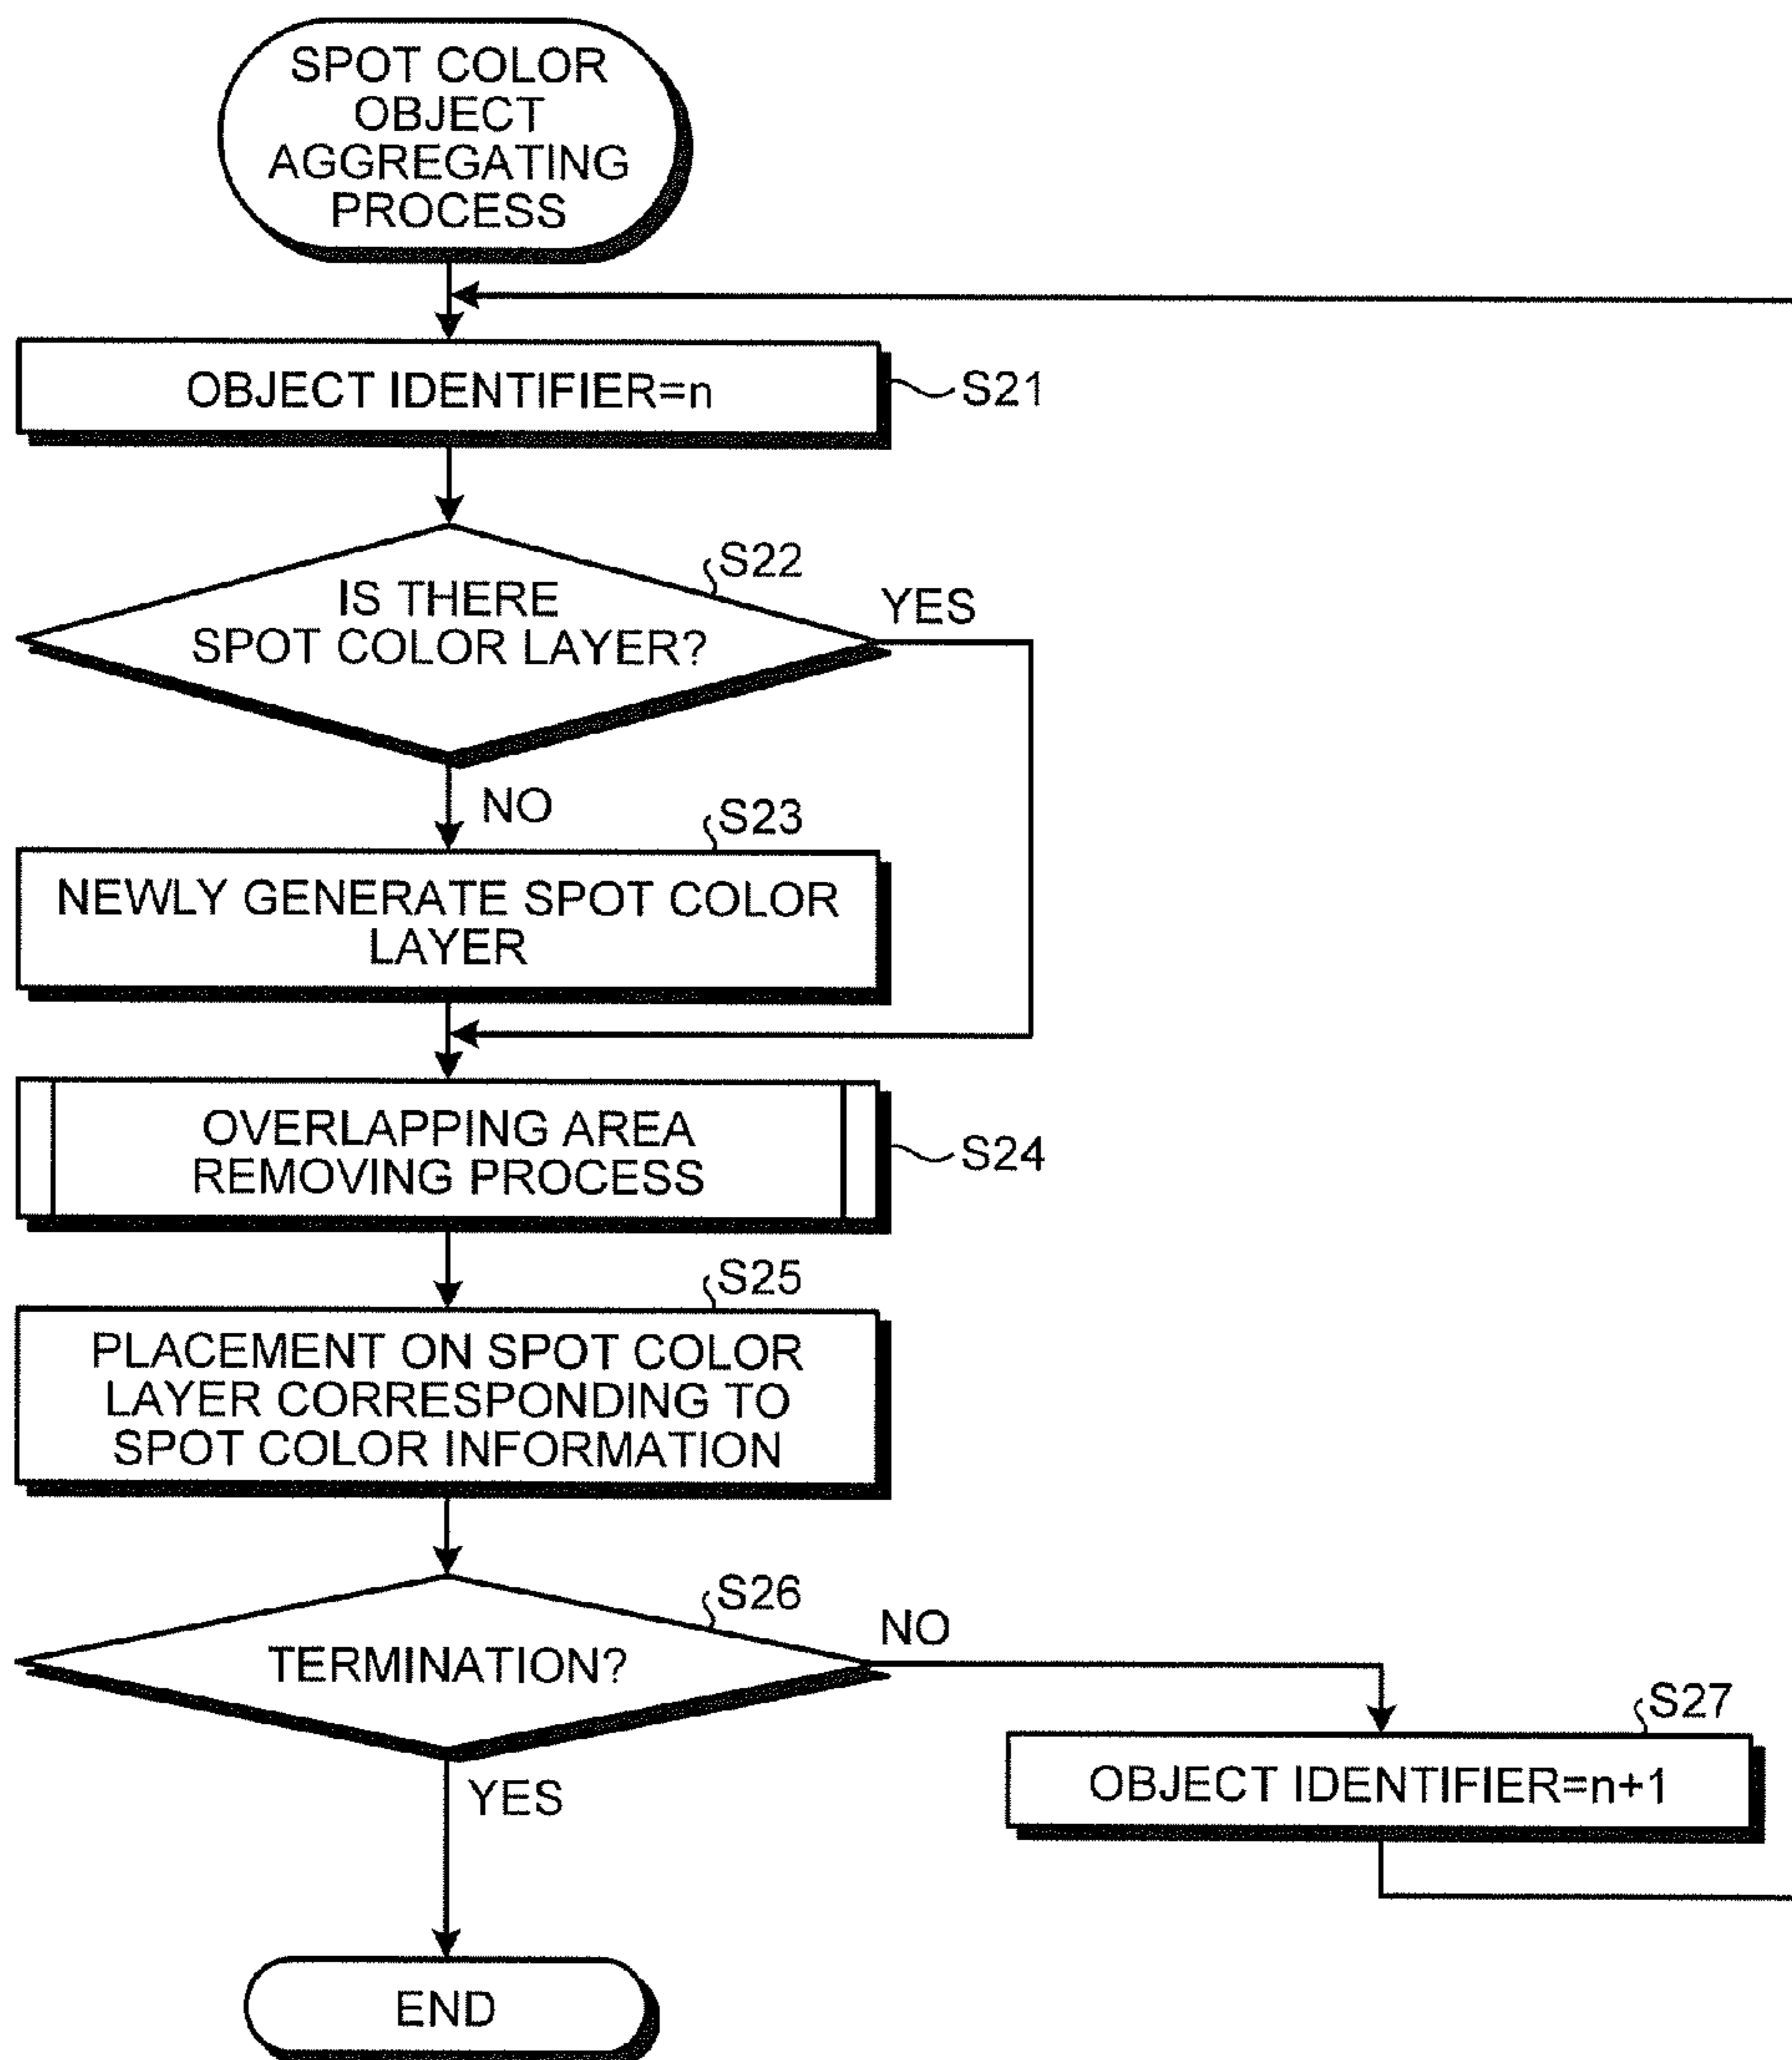 SPOT COLOR
OBJECT
AGGREGATING
PROCESS
OBJECT IDENTIFIER=n
S21
S22
IS THERE
SPOT COLOR LAYER?
YES
NO
S23
NEWLY GENERATE SPOT COLOR
LAYER
OVERLAPPING AREA
REMOVING PROCESS
S24
S25
PLACEMENT ON SPOT COLOR
LAYER CORRESPONDING TO
SPOT COLOR INFORMATION
S26
TERMINATION?
NO
S27
OBJECT IDENTIFIER=n+1
YES
END